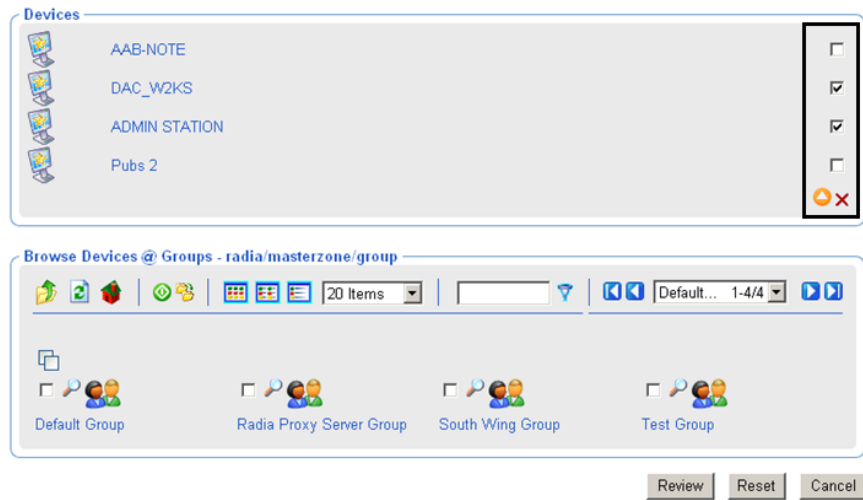 Devices
AAB-NOTE
DAC_W2KS
ADMIN STATION
Pubs 2
Browse Devices @ Groups - radia/masterzone/group
20 Items Default... 1-4/4
Default Group Radia Proxy Server Group South Wing Group Test Group
Review Reset Cancel